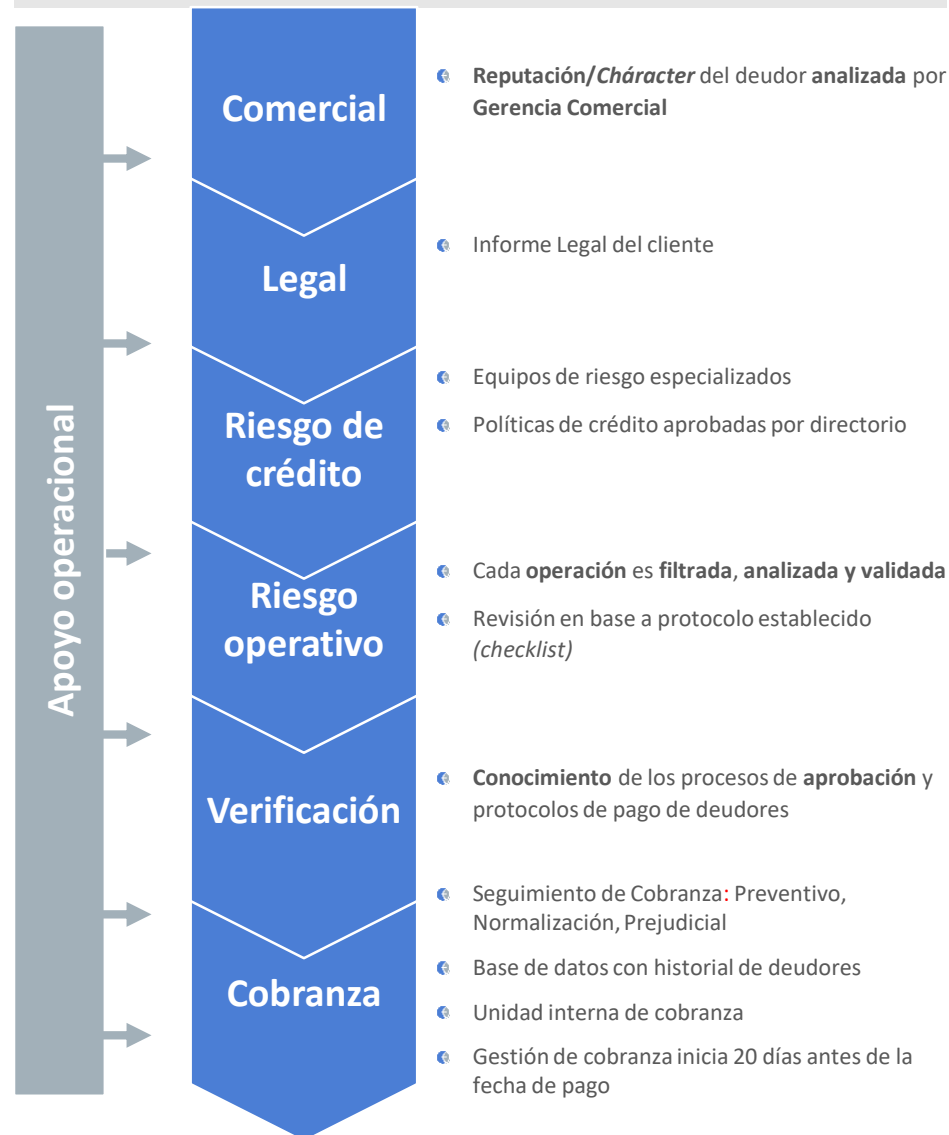 Apoyo operacional
Comercial
Reputación/Cháracter del deudor analizada por
Gerencia Comercial
Legal
Informe Legal del cliente
Riesgo de
crédito
Equipos de riesgo especializados
Políticas de crédito aprobadas por directorio
Riesgo
operativo
Cada operación es filtrada, analizada y validada
Revisión en base a protocolo establecido
(checklist)
Verificación
Conocimiento de los procesos de aprobación y
protocolos de pago de deudores
Cobranza
Seguimiento de Cobranza: Preventivo,
Normalización, Prejudicial
Base de datos con historial de deudores
Unidad interna de cobranza
Gestión de cobranza inicia 20 días antes de la
fecha de pago